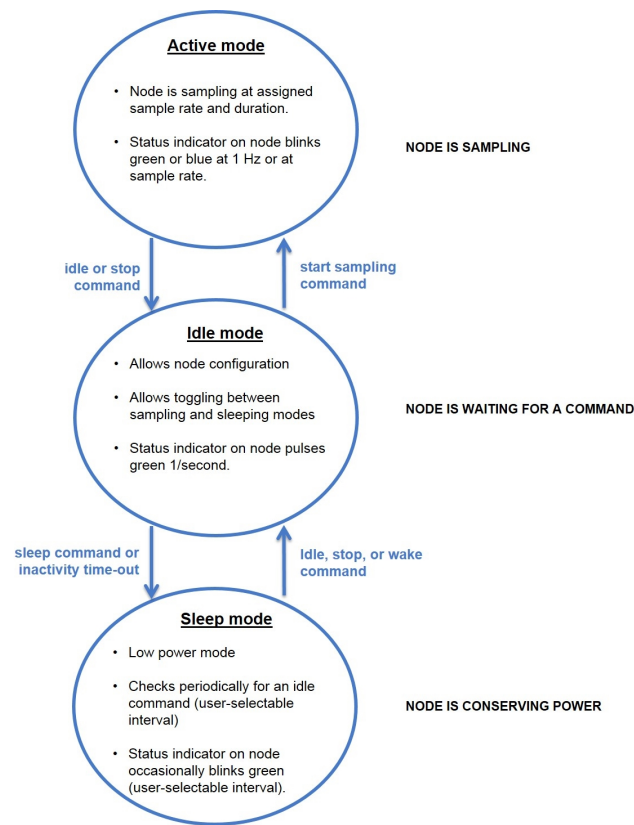 Active mode
• Node is sampling at assigned
sample rate and duration.
• Status indicator on node blinks
green or blue at 1 Hz or at
sample rate.
NODE IS SAMPLING
idle or stop
command
start sampling
command
Idle mode
• Allows node configuration
• Allows toggling between
sampling and sleeping modes
• Status indicator on node pulses
green 1/second.
NODE IS WAITING FOR A COMMAND
sleep command or
inactivity time-out
Idle, stop, or wake
command
Sleep mode
• Low power mode
• Checks periodically for an idle
command (user-selectable
interval)
• Status indicator on node
occasionally blinks green
(user-selectable interval).
NODE IS CONSERVING POWER